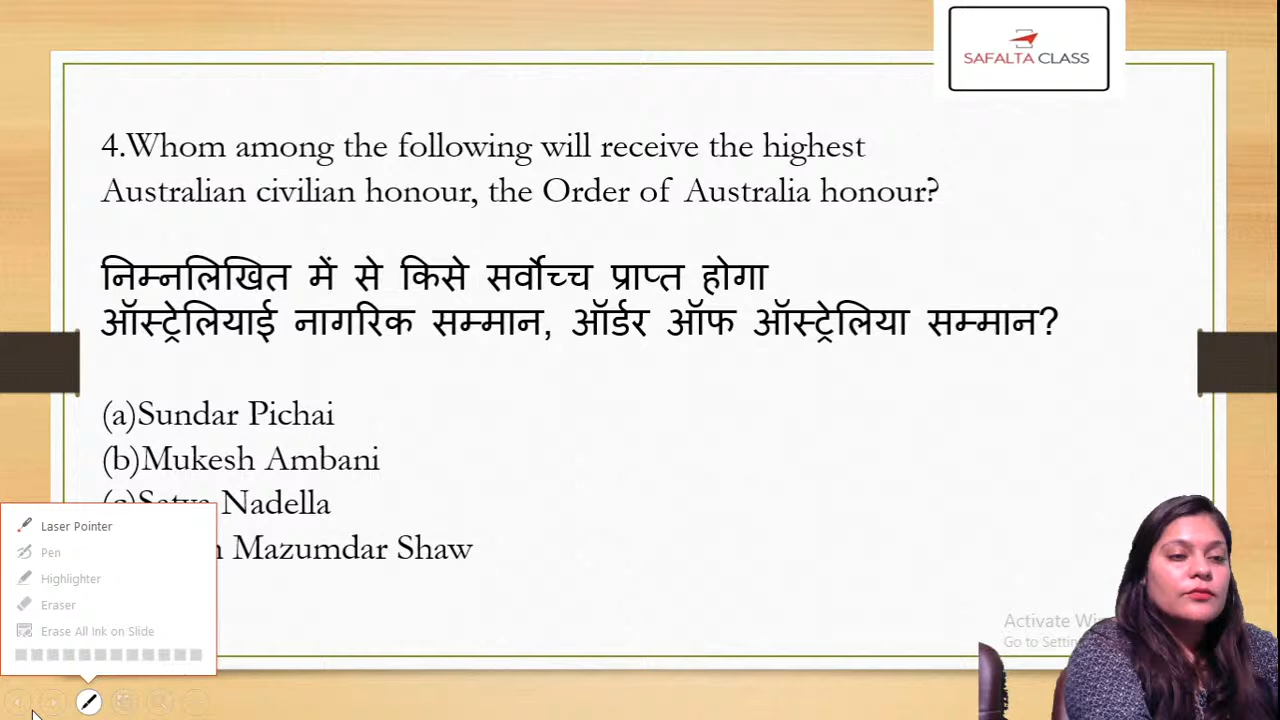 SAFALTA CLASS
4.Whom among the following will receive the highest
Australian civilian honour, the Order of Australia honour?
निम्नलिखित में से किसे सर्वोच्च प्राप्त होगा
ऑस्ट्रेलियाई नागरिक सम्मान, ऑर्डर ऑफ ऑस्ट्रेलिया सम्मान?
(a)Sundar Pichai
(b)Mukesh Ambani
Nadella
Mazumdar Shaw
Laser Pointer
Pen
Highlighter
Eraser
Erase All Ink on Slide
Activate
Go to